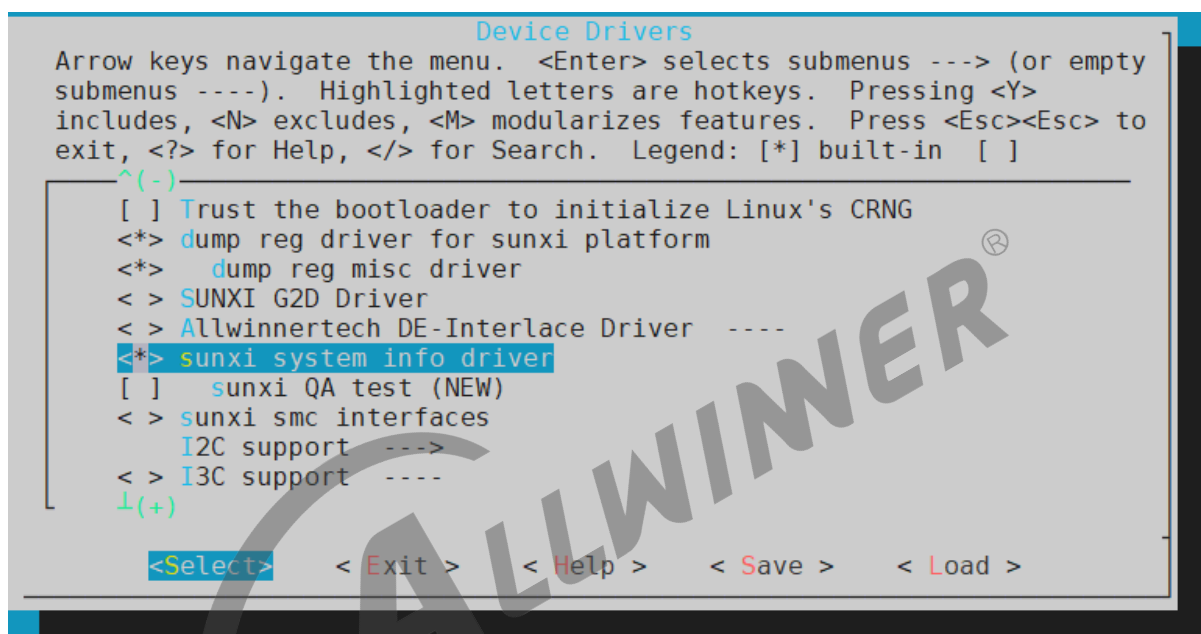 Device Drivers
Arrow keys navigate the menu.  <Enter> selects submenus ---> (or empty
submenus ----).  Highlighted letters are hotkeys.  Pressing <Y>
includes, <N> excludes, <M> modularizes features.  Press <Esc><Esc> to
exit, <?> for Help, </> for Search.  Legend: [*] built-in  [ ]
^(-)
[ ] Trust the bootloader to initialize Linux's CRNG
<*> dump reg driver for sunxi platform
<*>   dump reg misc driver
< > SUNXI G2D Driver
< > Allwinnertech DE-Interlace Driver  ----
<*> sunxi system info driver
[ ]   sunxi QA test (NEW)
< > sunxi smc interfaces
I2C support  --->
< > I3C support  ----
┴(+)
<Select>    < Exit >    < Help >    < Save >    < Load >
ALLWINNER®